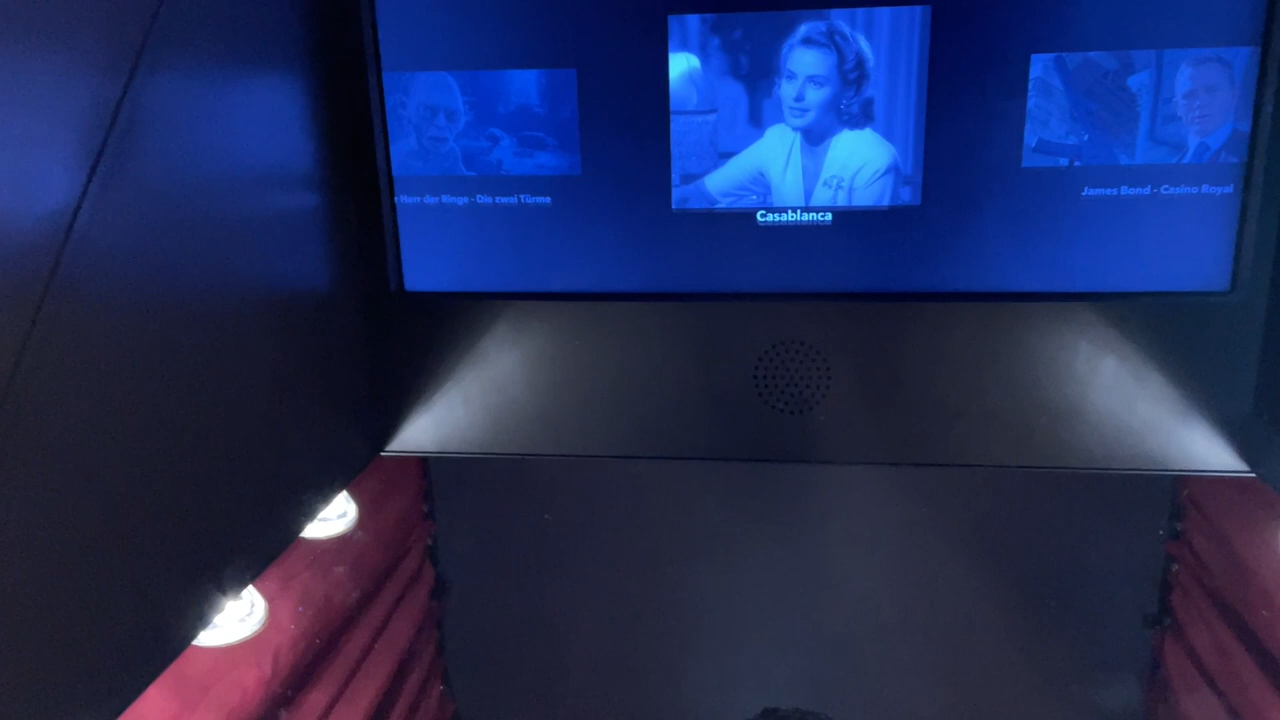 r Herr der Ringe - Die zwei Türme
Casablanca
James Bond - Casino Royal